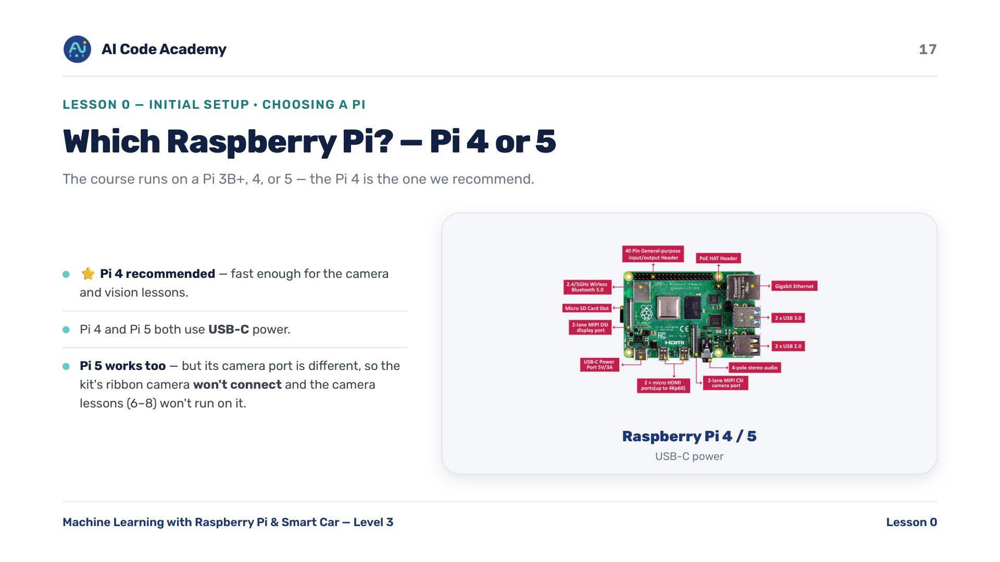 AI Code Academy
17
LESSON 0 — INITIAL SETUP · CHOOSING A PI
Which Raspberry Pi? — Pi 4 or 5
The course runs on a Pi 3B+, 4, or 5 — the Pi 4 is the one we recommend.
⭐ Pi 4 recommended — fast enough for the camera
and vision lessons.
Pi 4 and Pi 5 both use USB-C power.
Pi 5 works too — but its camera port is different, so the
kit's ribbon camera won't connect and the camera
lessons (6–8) won't run on it.
40 Pin General-purpose
input/output Header
PoE HAT Header
2.4/5GHz Wirless
Bluetooth 5.0
Gigabit Ethernet
Micro SD Card Slot
2 x USB 3.0
2-lane MIPI DSI
display port
2 x USB 2.0
USB-C Power
Port 5V/3A
4-pole stereo audio
2 × micro HDMI
ports(up to 4Kp60)
2-lane MIPI CSI
camera port
Raspberry Pi 4 Model B
HDMI
Raspberry Pi 4 / 5
USB-C power
Machine Learning with Raspberry Pi & Smart Car — Level 3
Lesson 0